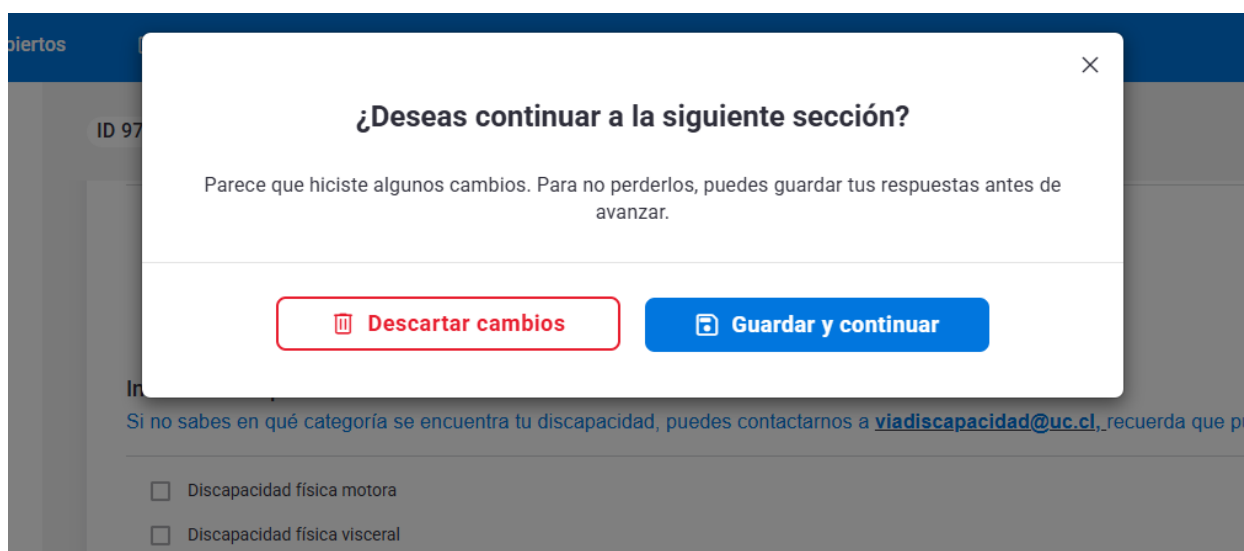 ¿Deseas continuar a la siguiente sección?
ID 97
Parece que hiciste algunos cambios. Para no perderlos, puedes guardar tus respuestas antes de
avanzar.
Descartar cambios
Guardar y continuar
Si no sabes en qué categoría se encuentra tu discapacidad, puedes contactarnos a viadiscapacidad@uc.cl, recuerda que
Discapacidad física motora
Discapacidad física visceral